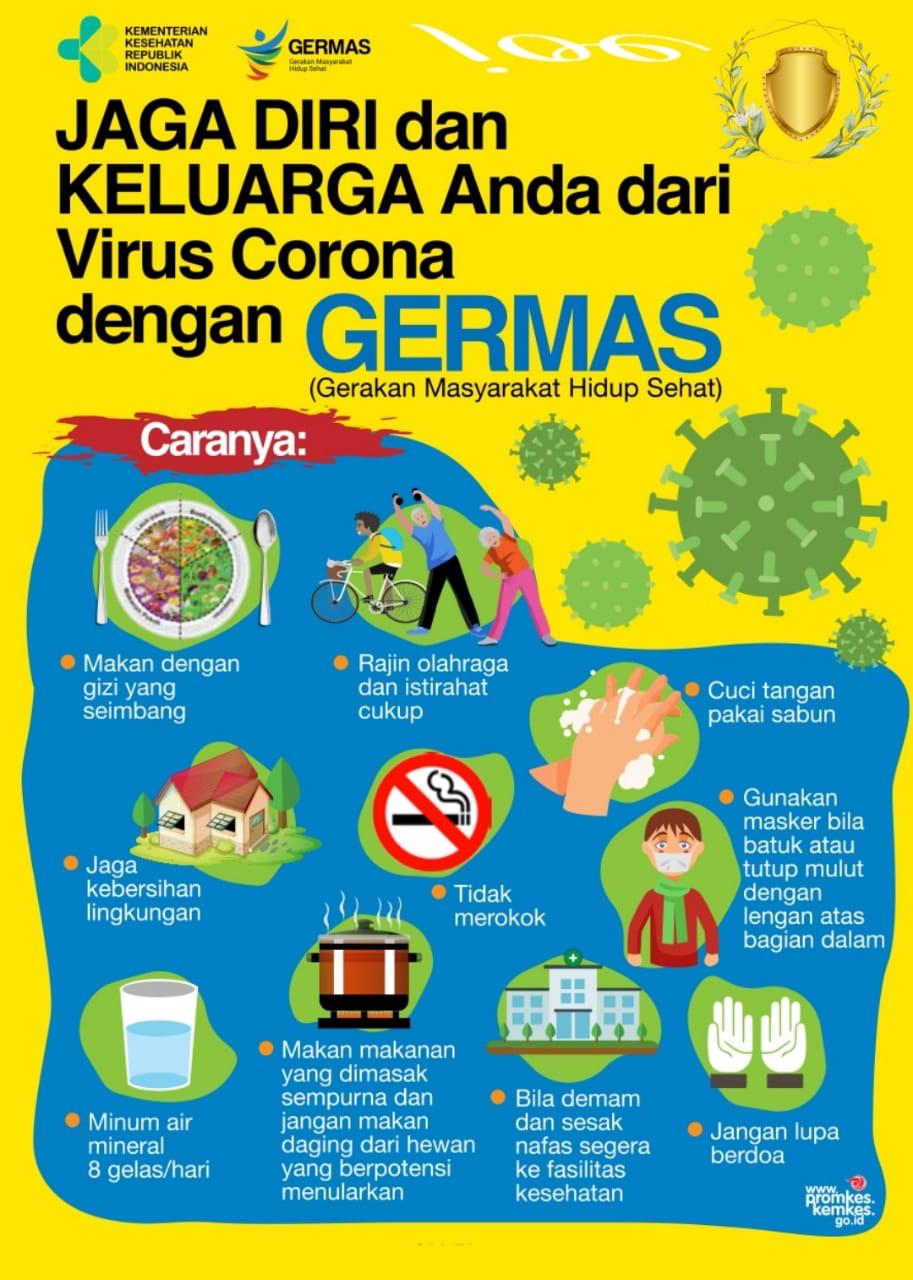 KEMENTERIAN
KESEHATAN
REPUBLIK
INDONESIA
GERMAS
Gerakan Masyarakat
Hidup Sehat
JAGA DIRI dan
KELUARGA Anda dari
Virus Corona
dengan GERMAS
(Gerakan Masyarakat Hidup Sehat)
Caranya:
Makan dengan
gizi yang
seimbang
Rajin olahraga
dan istirahat
cukup
Cuci tangan
pakai sabun
Jaga
kebersihan
lingkungan
Tidak
merokok
Gunakan
masker bila
batuk atau
tutup mulut
dengan
lengan atas
bagian dalam
Minum air
mineral
8 gelas/hari
Makan makanan
yang dimasak
sempurna dan
jangan makan
daging dari hewan
yang berpotensi
menularkan
Bila demam
dan sesak
nafas segera
ke fasilitas
kesehatan
Jangan lupa
berdoa
www.
promkes.
kemkes.
go.id